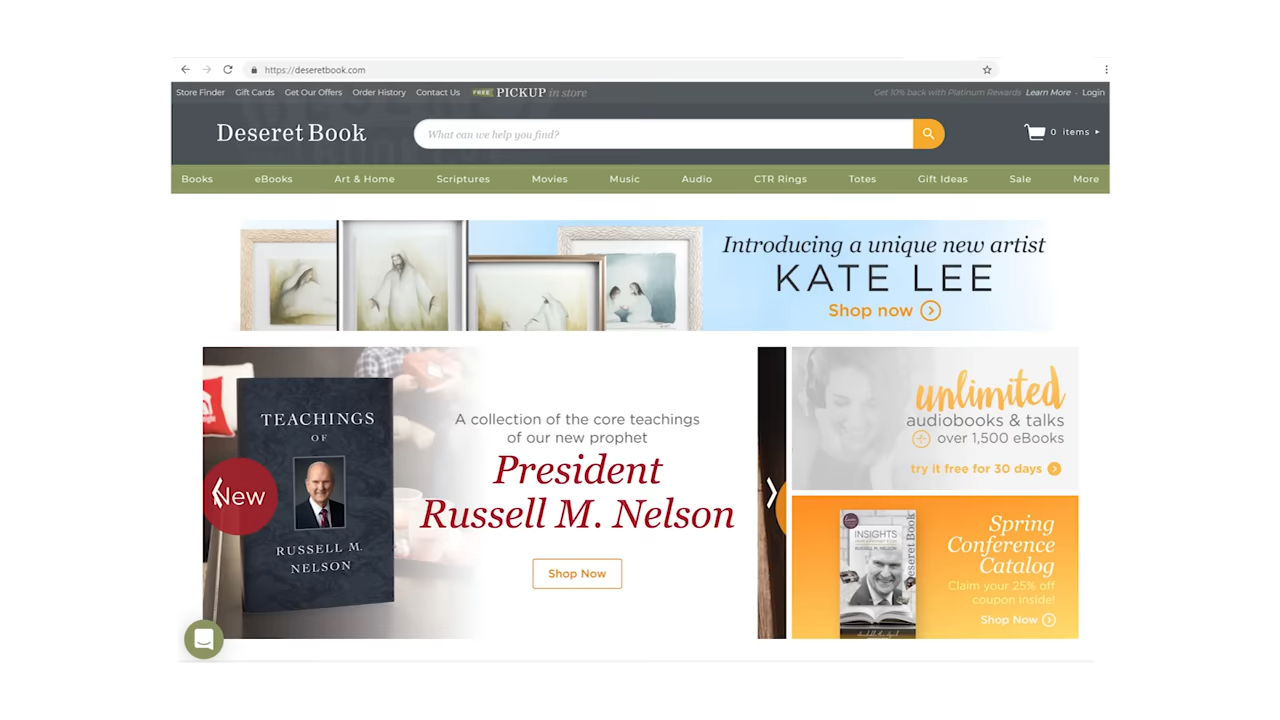 https://deseretbook.com
Store Finder Gift Cards Get Our Offers Order History Contact Us FREE PICKUP in store Get 10% back with Platinum Rewards Learn More - Login
Deseret Book
What can we help you find?
0 items
Books eBooks Art & Home Scriptures Movies Music Audio CTR Rings Totes Gift Ideas Sale More
Introducing a unique new artist
KATE LEE
Shop now
TEACHINGS
OF
RUSSELL M.
NELSON
New
A collection of the core teachings
of our new prophet
President
Russell M. Nelson
Shop Now
unlimited
audiobooks & talks
+ over 1,500 eBooks
try it free for 30 days
INSIGHTS
RUSSELL M. NELSON
Deseret Book
Spring
Conference
Catalog
Claim your 25% off
coupon inside!
Shop Now